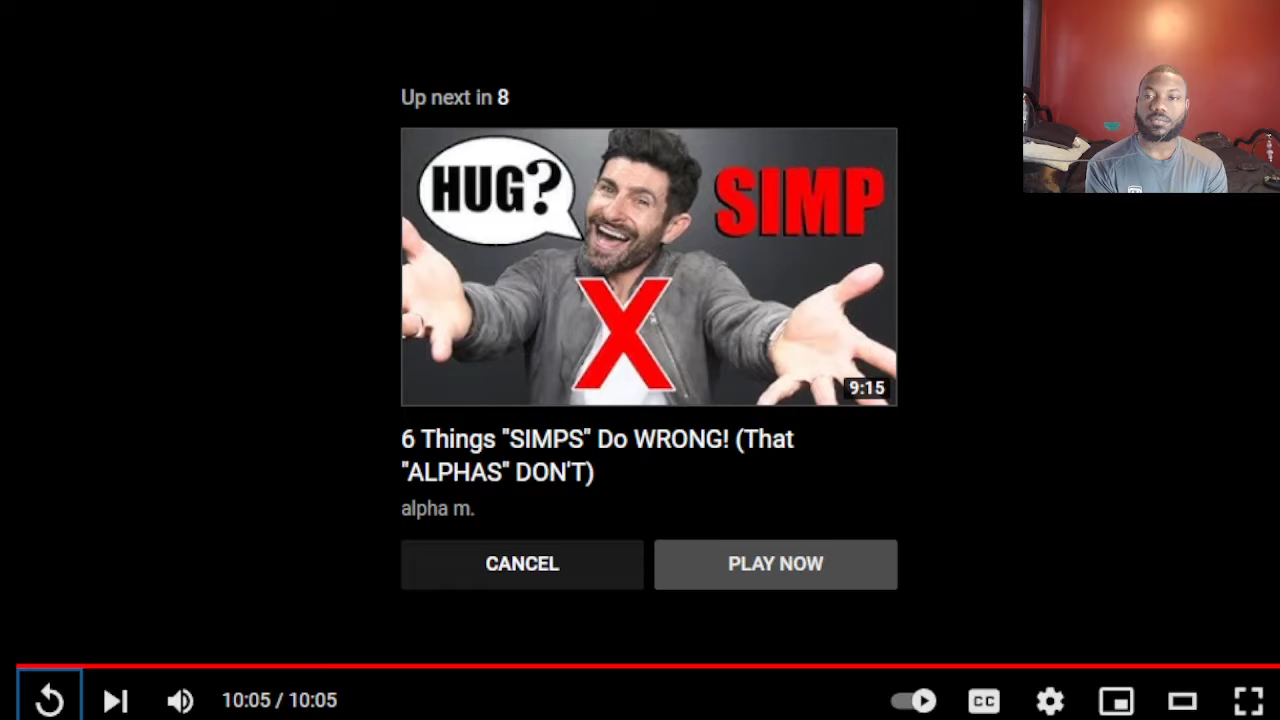 Up next in 8
HUG?
SIMP
X
9:15
6 Things "SIMPS" Do WRONG! (That
"ALPHAS" DON'T)
alpha m.
CANCEL
PLAY NOW
10:05 / 10:05
CC